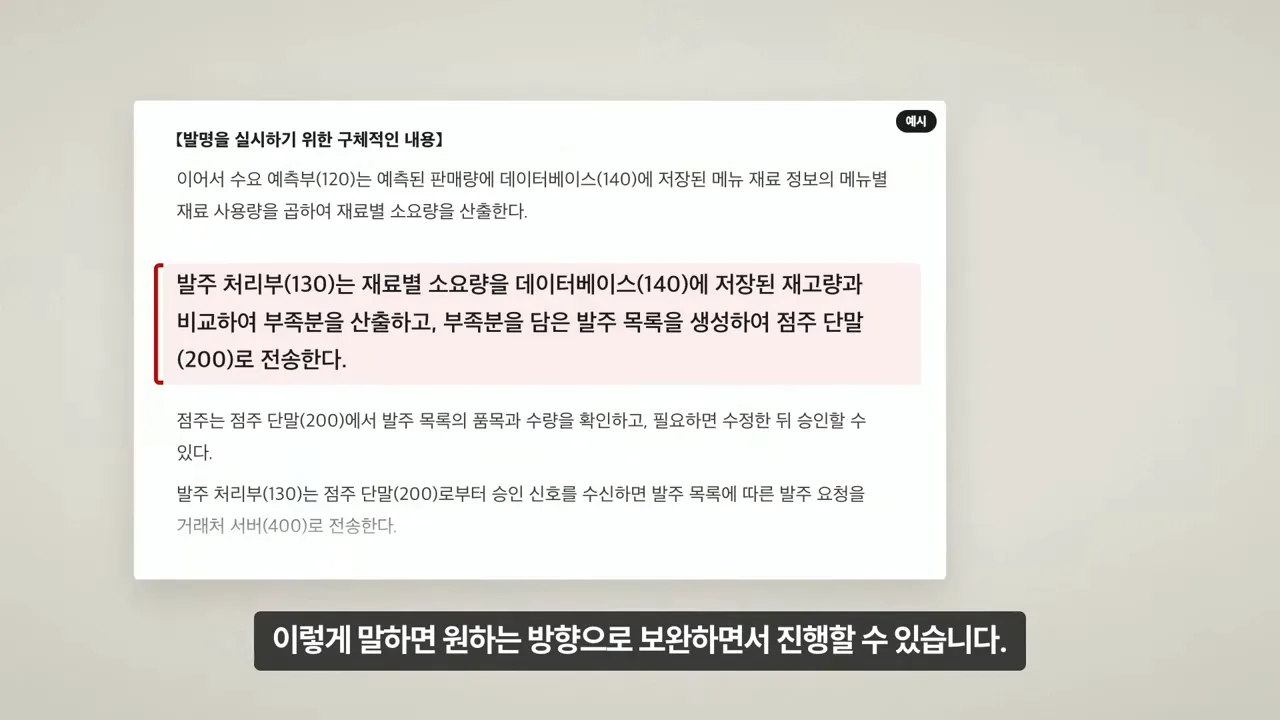 예시
【발명을 실시하기 위한 구체적인 내용】
이어서 수요 예측부(120)는 예측된 판매량에 데이터베이스(140)에 저장된 메뉴 재료 정보의 메뉴별
재료 사용량을 곱하여 재료별 소요량을 산출한다.
발주 처리부(130)는 재료별 소요량을 데이터베이스(140)에 저장된 재고량과
비교하여 부족분을 산출하고, 부족분을 담은 발주 목록을 생성하여 점주 단말
(200)로 전송한다.
점주는 점주 단말(200)에서 발주 목록의 품목과 수량을 확인하고, 필요하면 수정한 뒤 승인할 수
있다.
발주 처리부(130)는 점주 단말(200)로부터 승인 신호를 수신하면 발주 목록에 따른 발주 요청을
거래처 서버(400)로 전송한다.
이렇게 말하면 원하는 방향으로 보완하면서 진행할 수 있습니다.